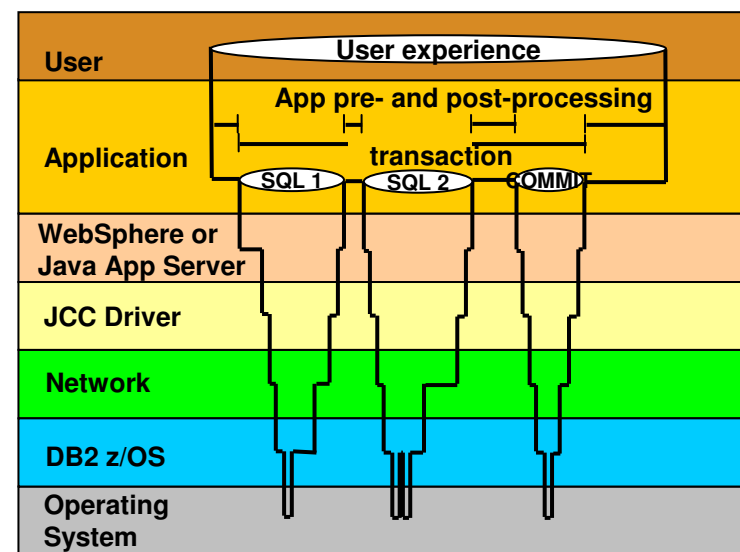 User
User experience
App pre- and post-processing
Application
transaction
SQL 1
SQL 2
COMMIT
WebSphere or
Java App Server
JCC Driver
Network
DB2 z/OS
Operating
System